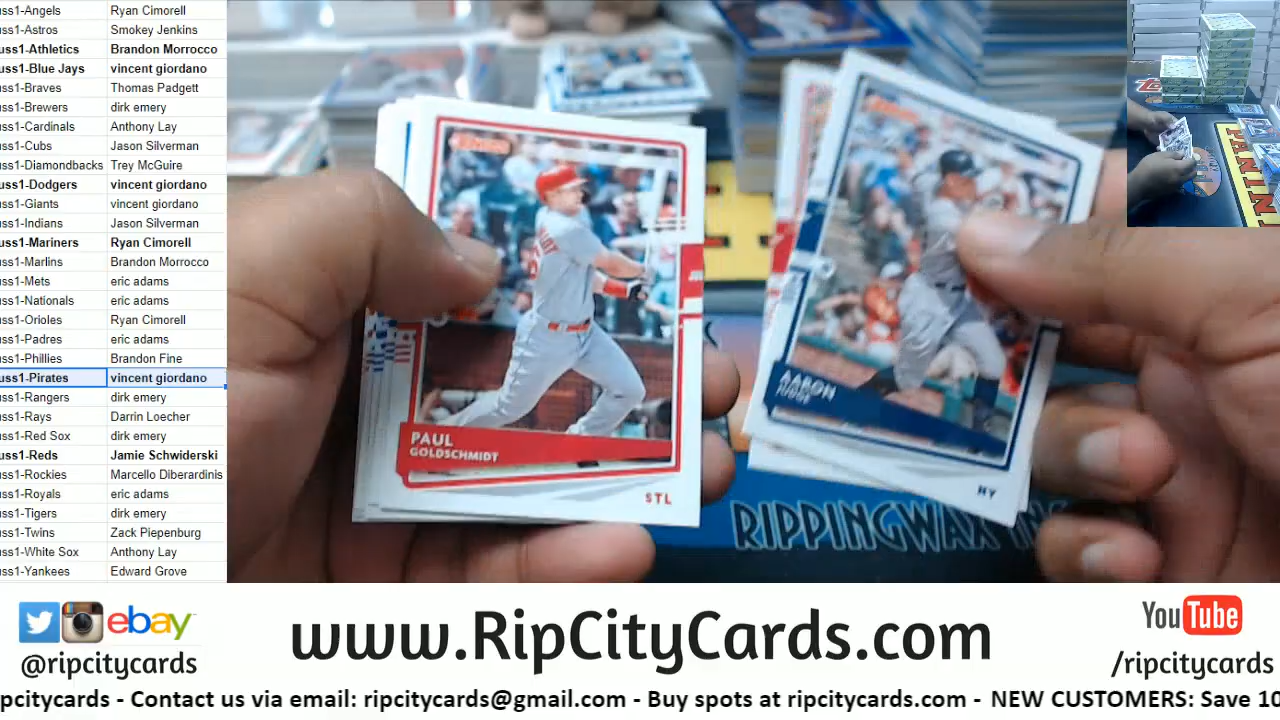 uss1-Angels Ryan Cimorell
uss1-Astros Smokey Jenkins
uss1-Athletics Brandon Morrocco
uss1-Blue Jays vincent giordano
uss1-Braves Thomas Padgett
uss1-Brewers dirk emery
uss1-Cardinals Anthony Lay
uss1-Cubs Jason Silverman
uss1-Diamondbacks Trey McGuire
uss1-Dodgers vincent giordano
uss1-Giants vincent giordano
uss1-Indians Jason Silverman
uss1-Mariners Ryan Cimorell
uss1-Marlins Brandon Morrocco
uss1-Mets eric adams
uss1-Nationals eric adams
uss1-Orioles Ryan Cimorell
uss1-Padres eric adams
uss1-Phillies Brandon Fine
uss1-Pirates vincent giordano
uss1-Rangers dirk emery
uss1-Rays Darrin Loecher
uss1-Red Sox dirk emery
uss1-Reds Jamie Schwiderski
uss1-Rockies Marcello Diberardinis
uss1-Royals eric adams
uss1-Tigers dirk emery
uss1-Twins Zack Piepenburg
uss1-White Sox Anthony Lay
uss1-Yankees Edward Grove
PAUL
GOLDSCHMIDT
STL
AARON
JUDGE
NY
RIPPINGWAX
PANINI
ebay
@ripcitycards
www.RipCityCards.com
YouTube
/ripcitycards
pcitycards - Contact us via email: ripcitycards@gmail.com - Buy spots at ripcitycards.com - NEW CUSTOMERS: Save 10